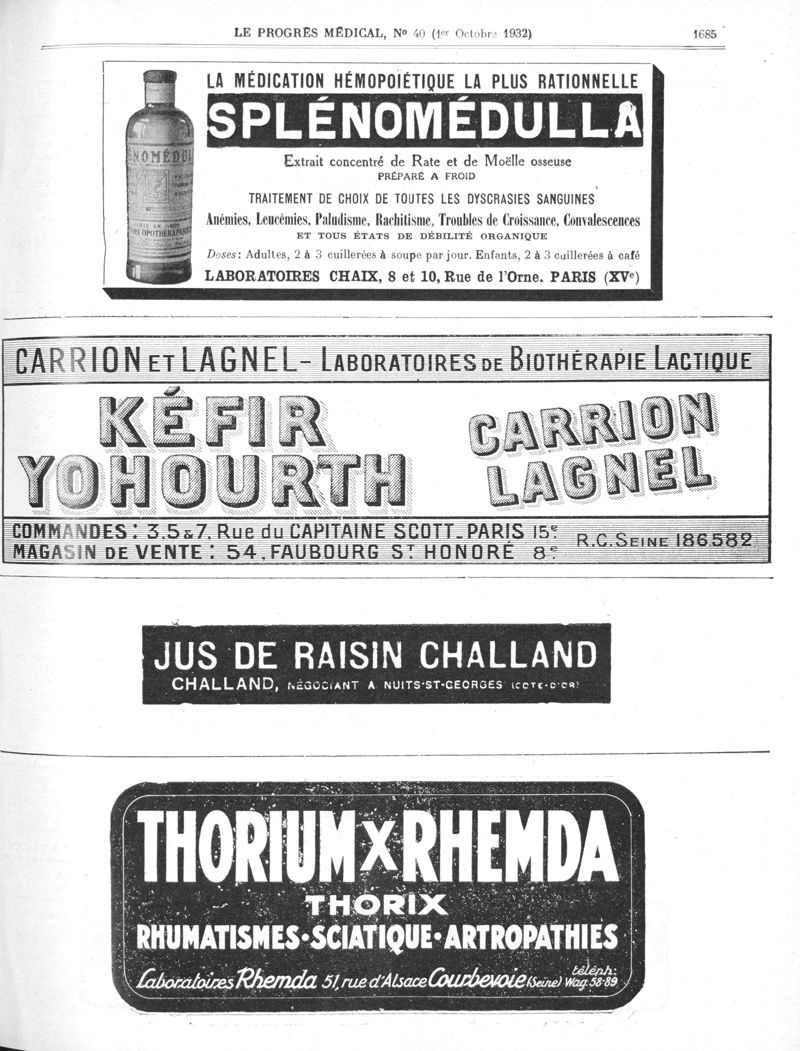 LE PROGRÈS MÉDICAL, Nº 40 (1er Octobre 1932) 1685
LA MÉDICATION HÉMOPOIÉTIQUE LA PLUS RATIONNELLE
SPLÉNOMÉDULLA
Extrait concentré de Rate et de Moëlle osseuse
PRÉPARÉ A FROID
TRAITEMENT DE CHOIX DE TOUTES LES DYSCRASIES SANGUINES
Anémies, Leucémies, Paludisme, Rachitisme, Troubles de Croissance, Convalescences
ET TOUS ÉTATS DE DÉBILITÉ ORGANIQUE
Doses: Adultes, 2 à 3 cuillerées à soupe par jour. Enfants, 2 à 3 cuillerées à café
LABORATOIRES CHAIX, 8 et 10, Rue de l'Orne. PARIS (XVe)
CARRION ET LAGNEL – LABORATOIRES DE BIOTHÉRAPIE LACTIQUE
KÉFIR
YOHOURTH
CARRION
LAGNEL
COMMANDES: 3.5 & 7. Rue du CAPITAINE SCOTT_PARIS 15e
MAGASIN DE VENTE: 54, FAUBOURG ST HONORÉ 8e
R.C. SEINE 186.582
JUS DE RAISIN CHALLAND
CHALLAND, NÉGOCIANT A NUITS-ST-GEORGES (COTE-D'OR)
THORIUM X RHEMDA
THORIX
RHUMATISMES·SCIATIQUE·ARTROPATHIES
Laboratoires Rhemda 51, rue d'Alsace Courbevoie (Seine) téléph: Wag. 58-89